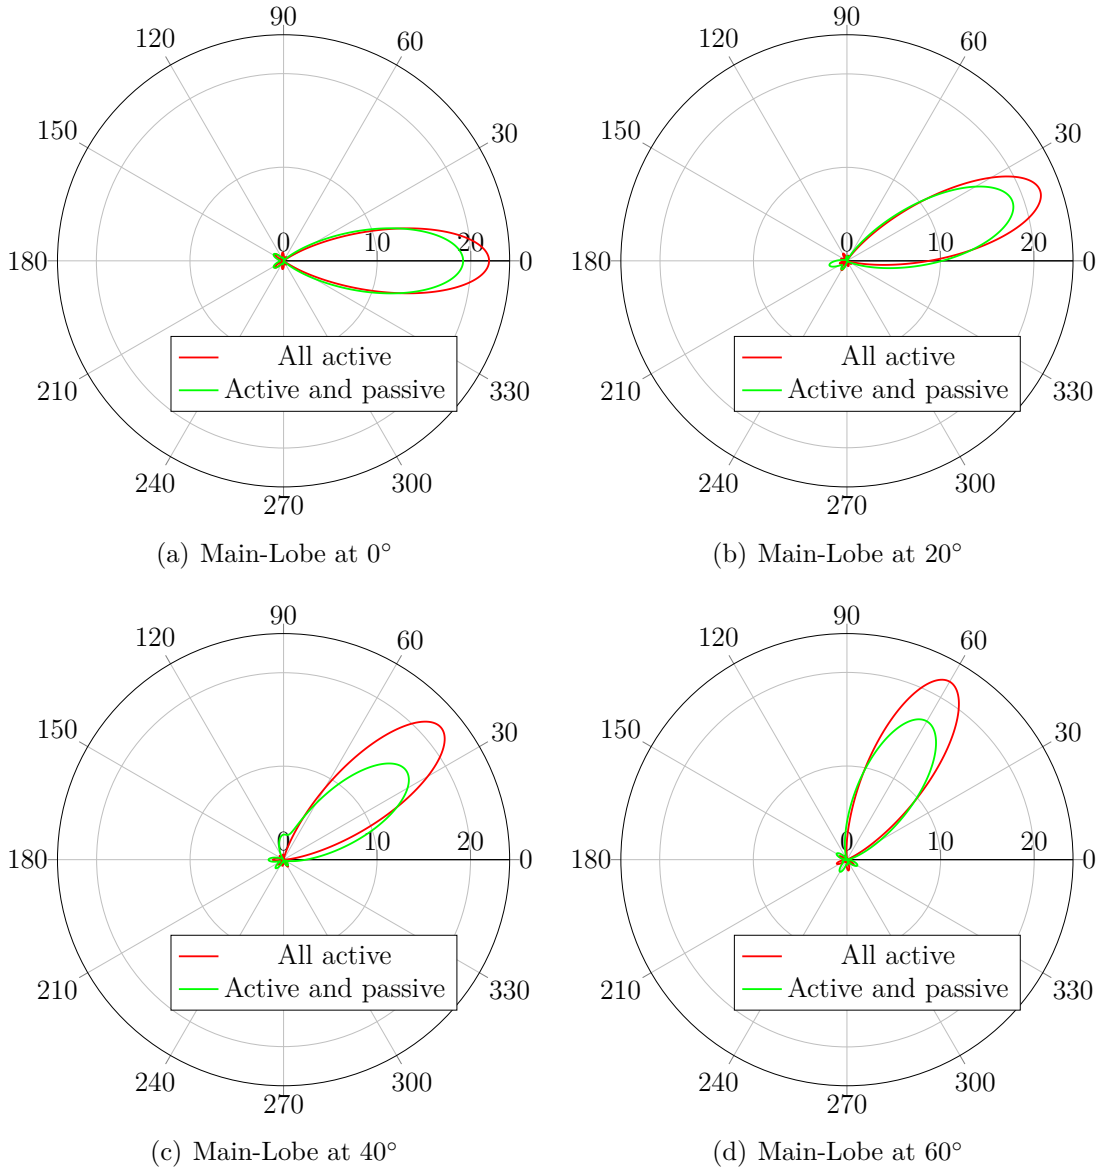 90
120 60
150 30
180 0 10 20 0
All active
Active and passive
210 330
240 300
270
(a) Main-Lobe at 0°
90
120 60
150 30
180 0 10 20 0
All active
Active and passive
210 330
240 300
270
(b) Main-Lobe at 20°
90
120 60
150 30
180 0 10 20 0
All active
Active and passive
210 330
240 300
270
(c) Main-Lobe at 40°
90
120 60
150 30
180 0 10 20 0
All active
Active and passive
210 330
240 300
270
(d) Main-Lobe at 60°